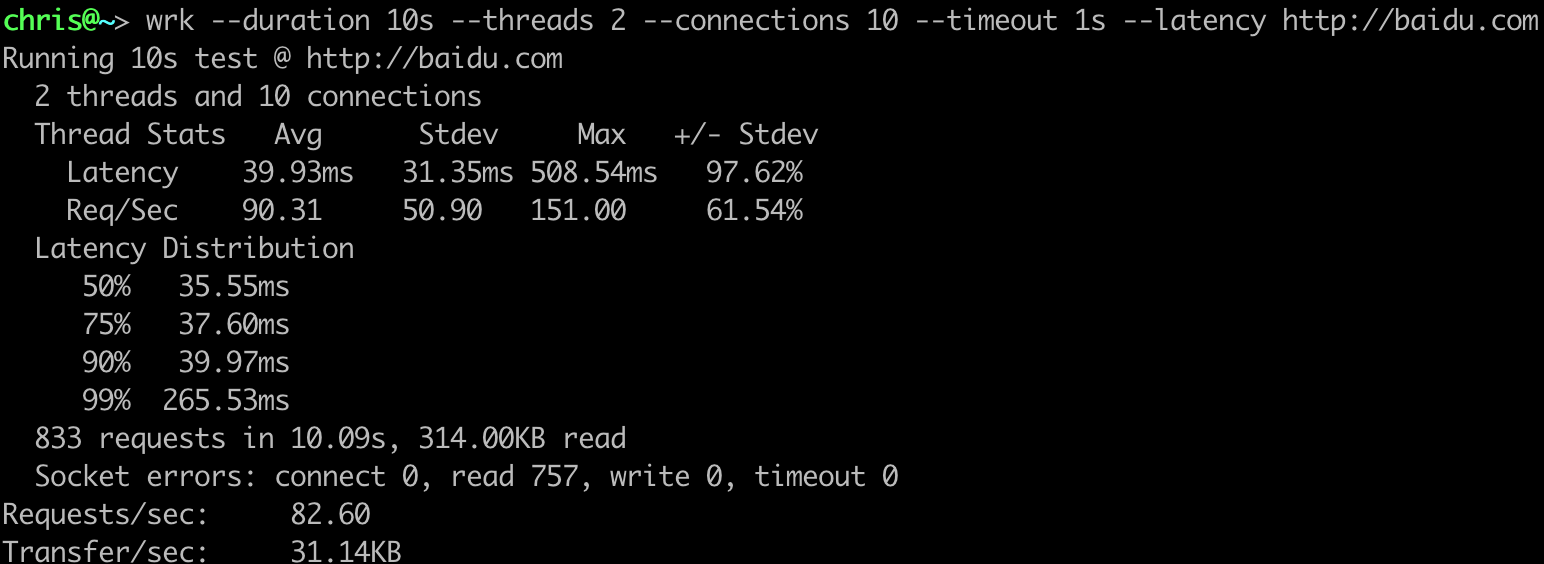 chris@~> wrk --duration 10s --threads 2 --connections 10 --timeout 1s --latency http://baidu.com
Running 10s test @ http://baidu.com
  2 threads and 10 connections
  Thread Stats   Avg      Stdev     Max   +/- Stdev
    Latency    39.93ms   31.35ms 508.54ms   97.62%
    Req/Sec    90.31     50.90   151.00     61.54%
  Latency Distribution
     50%   35.55ms
     75%   37.60ms
     90%   39.97ms
     99%  265.53ms
  833 requests in 10.09s, 314.00KB read
  Socket errors: connect 0, read 757, write 0, timeout 0
Requests/sec:     82.60
Transfer/sec:     31.14KB